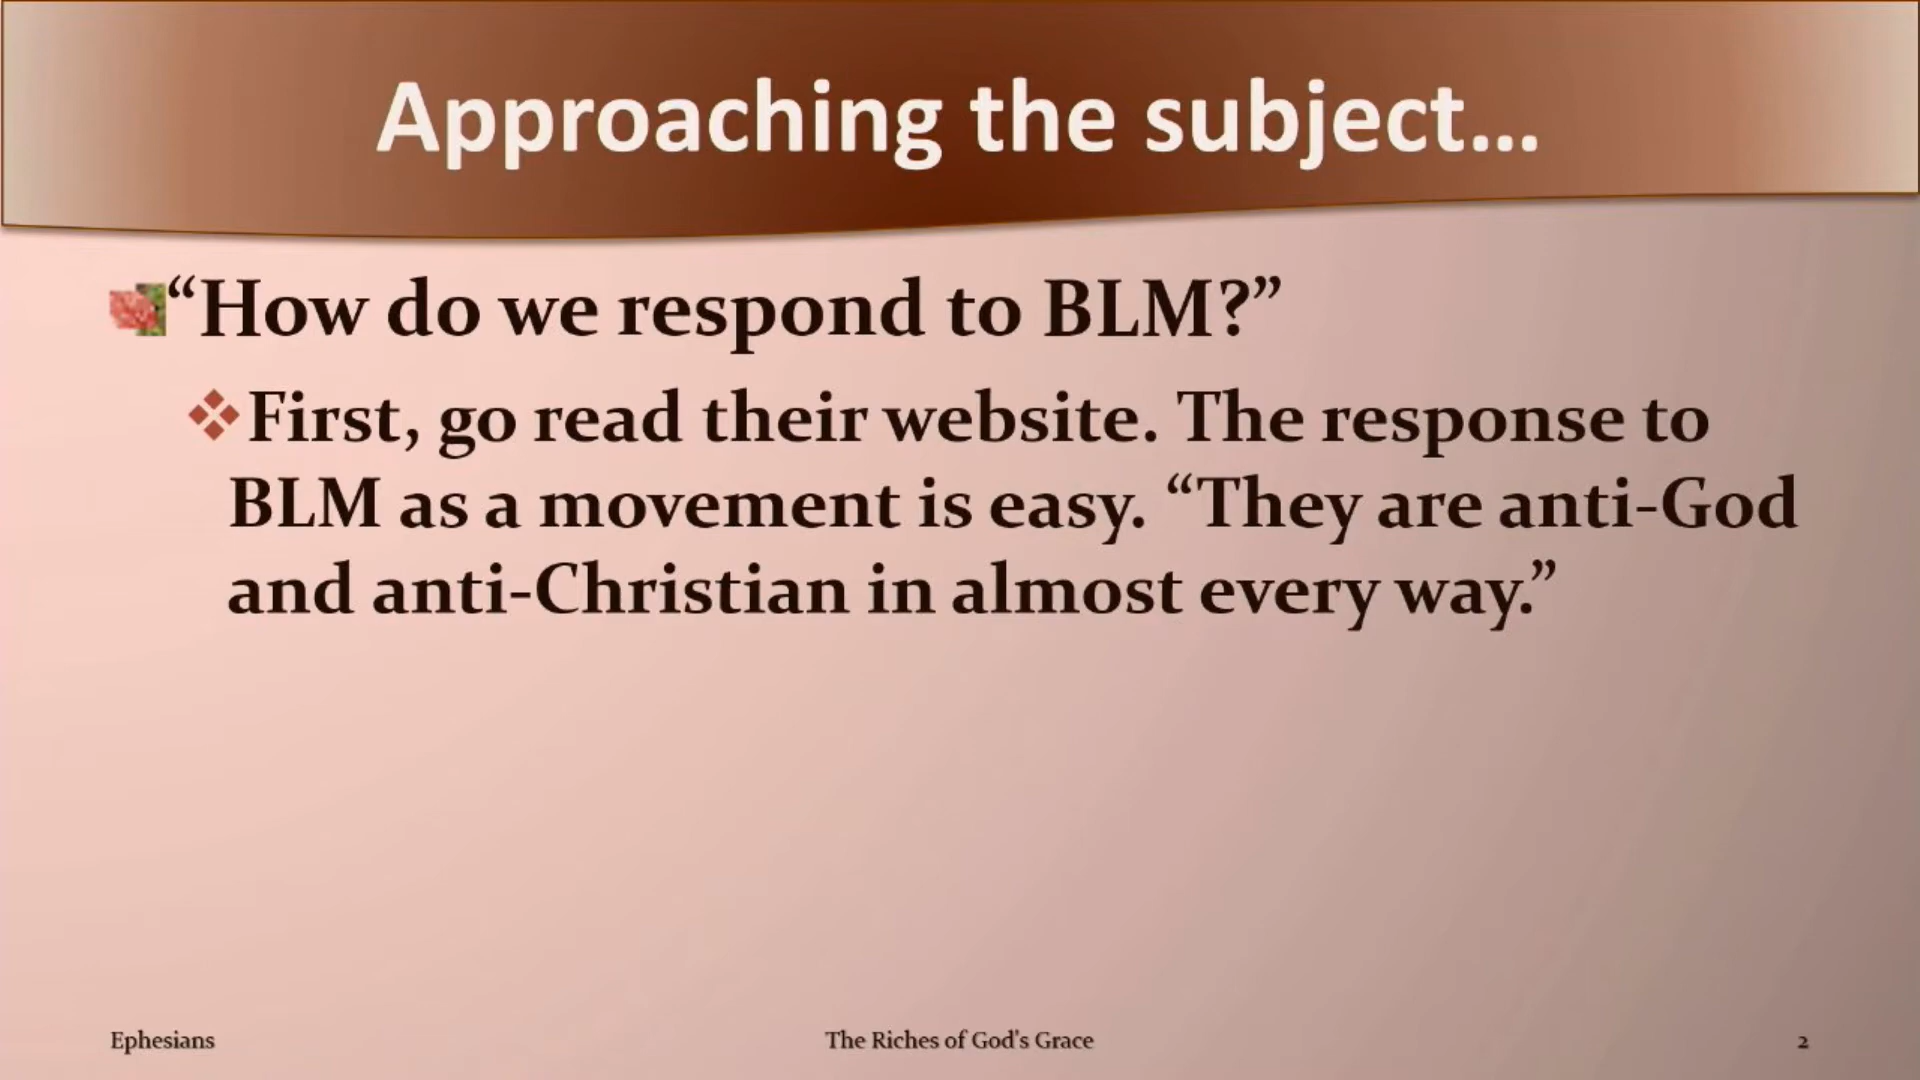 Approaching the subject...
“How do we respond to BLM?”
First, go read their website. The response to
BLM as a movement is easy. “They are anti-God
and anti-Christian in almost every way.”
Ephesians
The Riches of God's Grace
2